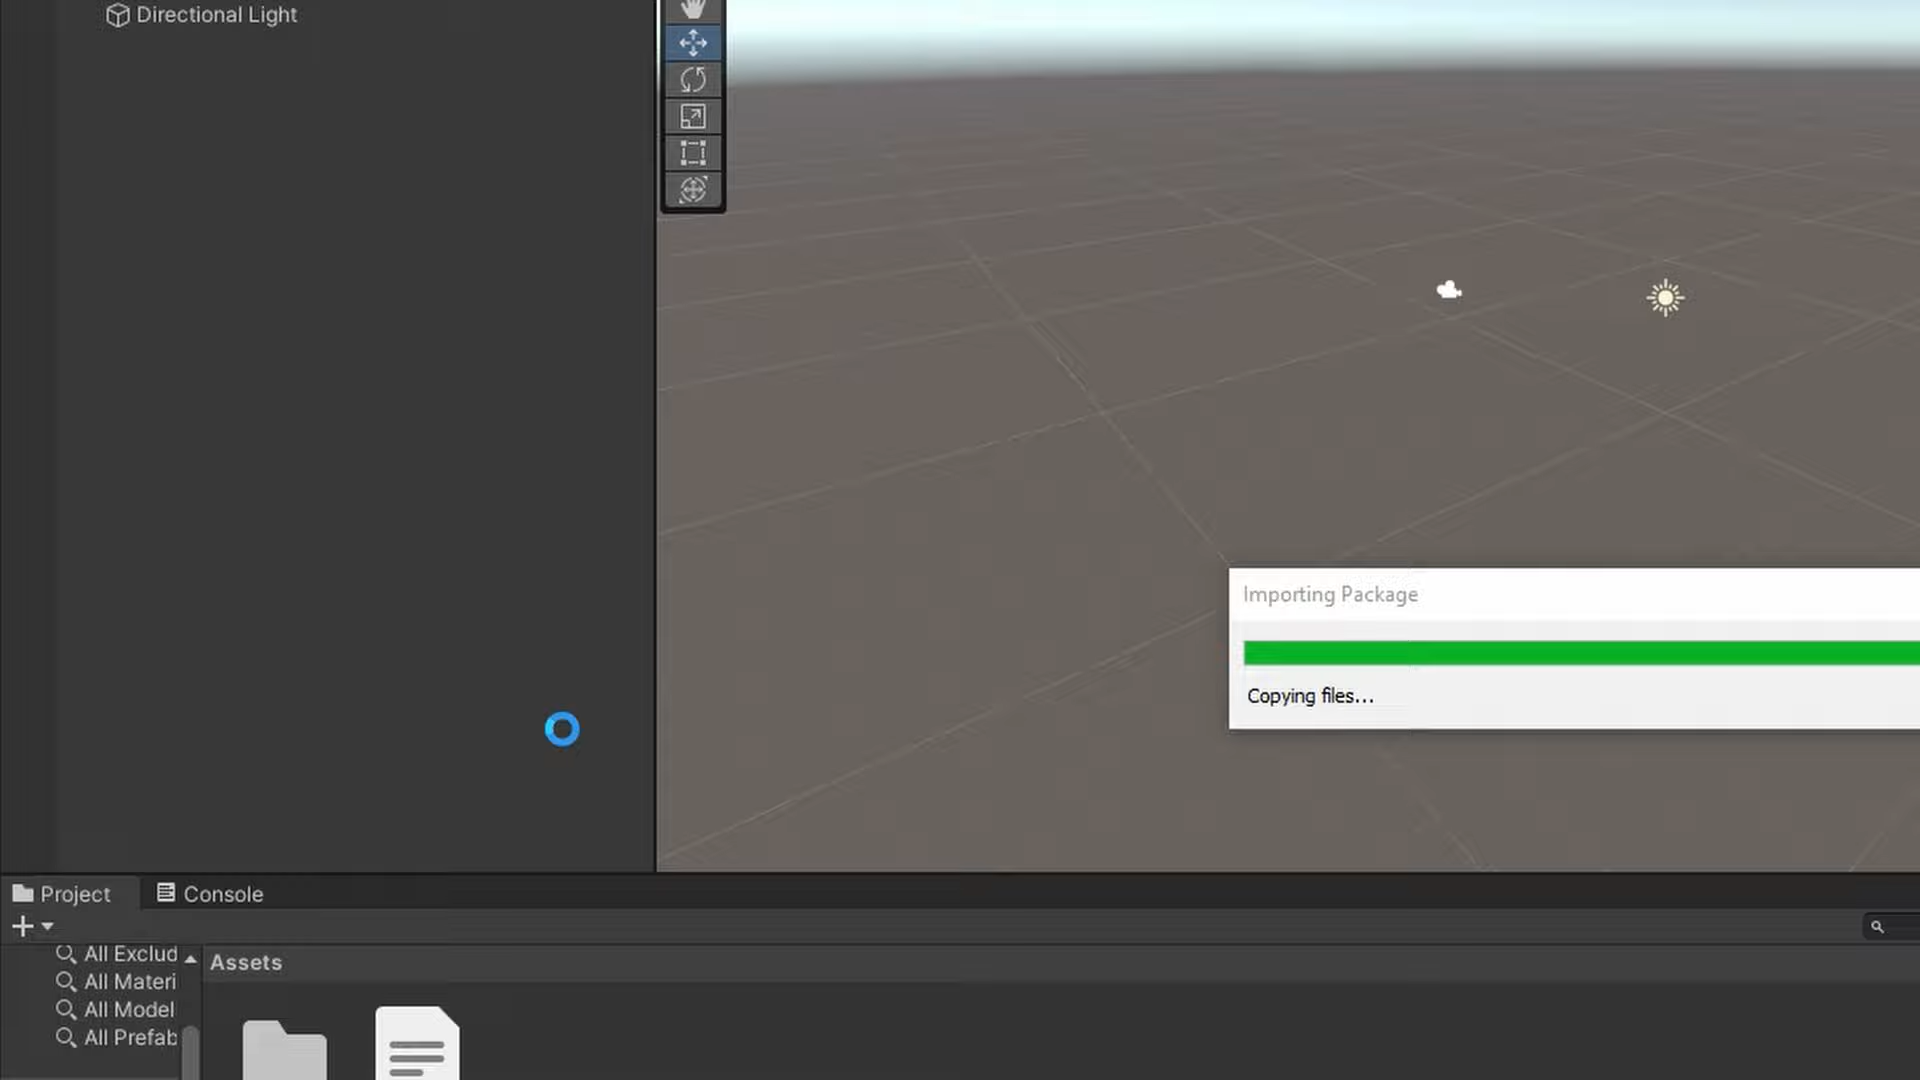 Directional Light
Importing Package
Copying files...
Project
Console
All Exclud
All Materi
All Model
All Prefab
Assets